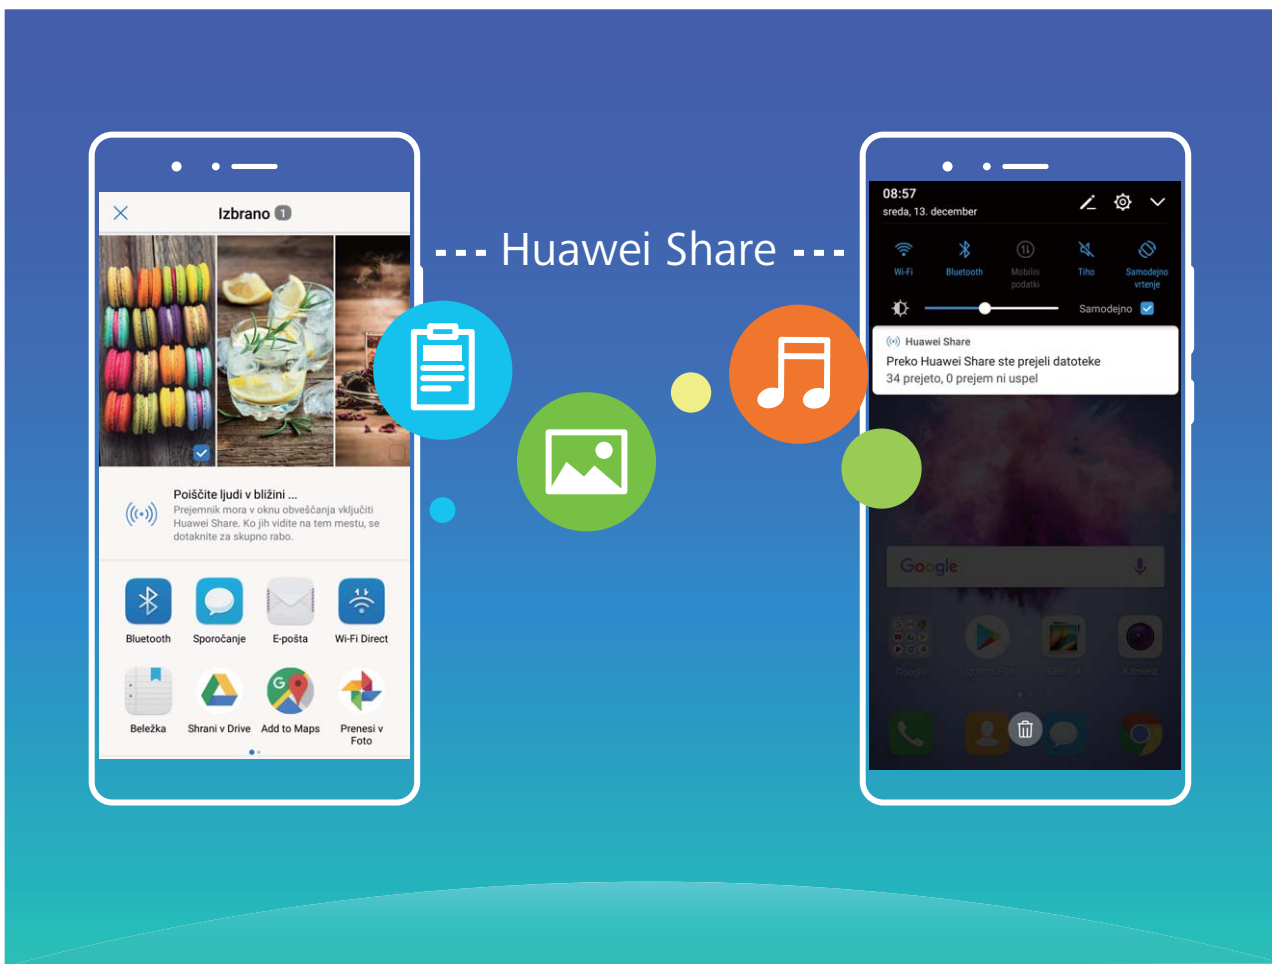 Izbrano 1
Poiščite ljudi v bližini ...
Prejemnik mora v oknu obveščanja vključiti
Huawei Share. Ko jih vidite na tem mestu, se
dotaknite za skupno rabo.
Bluetooth
Sporočanje
E-pošta
Wi-Fi Direct
Beležka
Shrani v Drive
Add to Maps
Prenesi v
Foto
Huawei Share
08:57
sreda, 13. december
Wi-Fi
Bluetooth
Mobilni
podatki
Tiho
Samodejno
vrtenje
Samodejno
Huawei Share
Preko Huawei Share ste prejeli datoteke
34 prejeto, 0 prejem ni uspel
Google
Google
Kamera